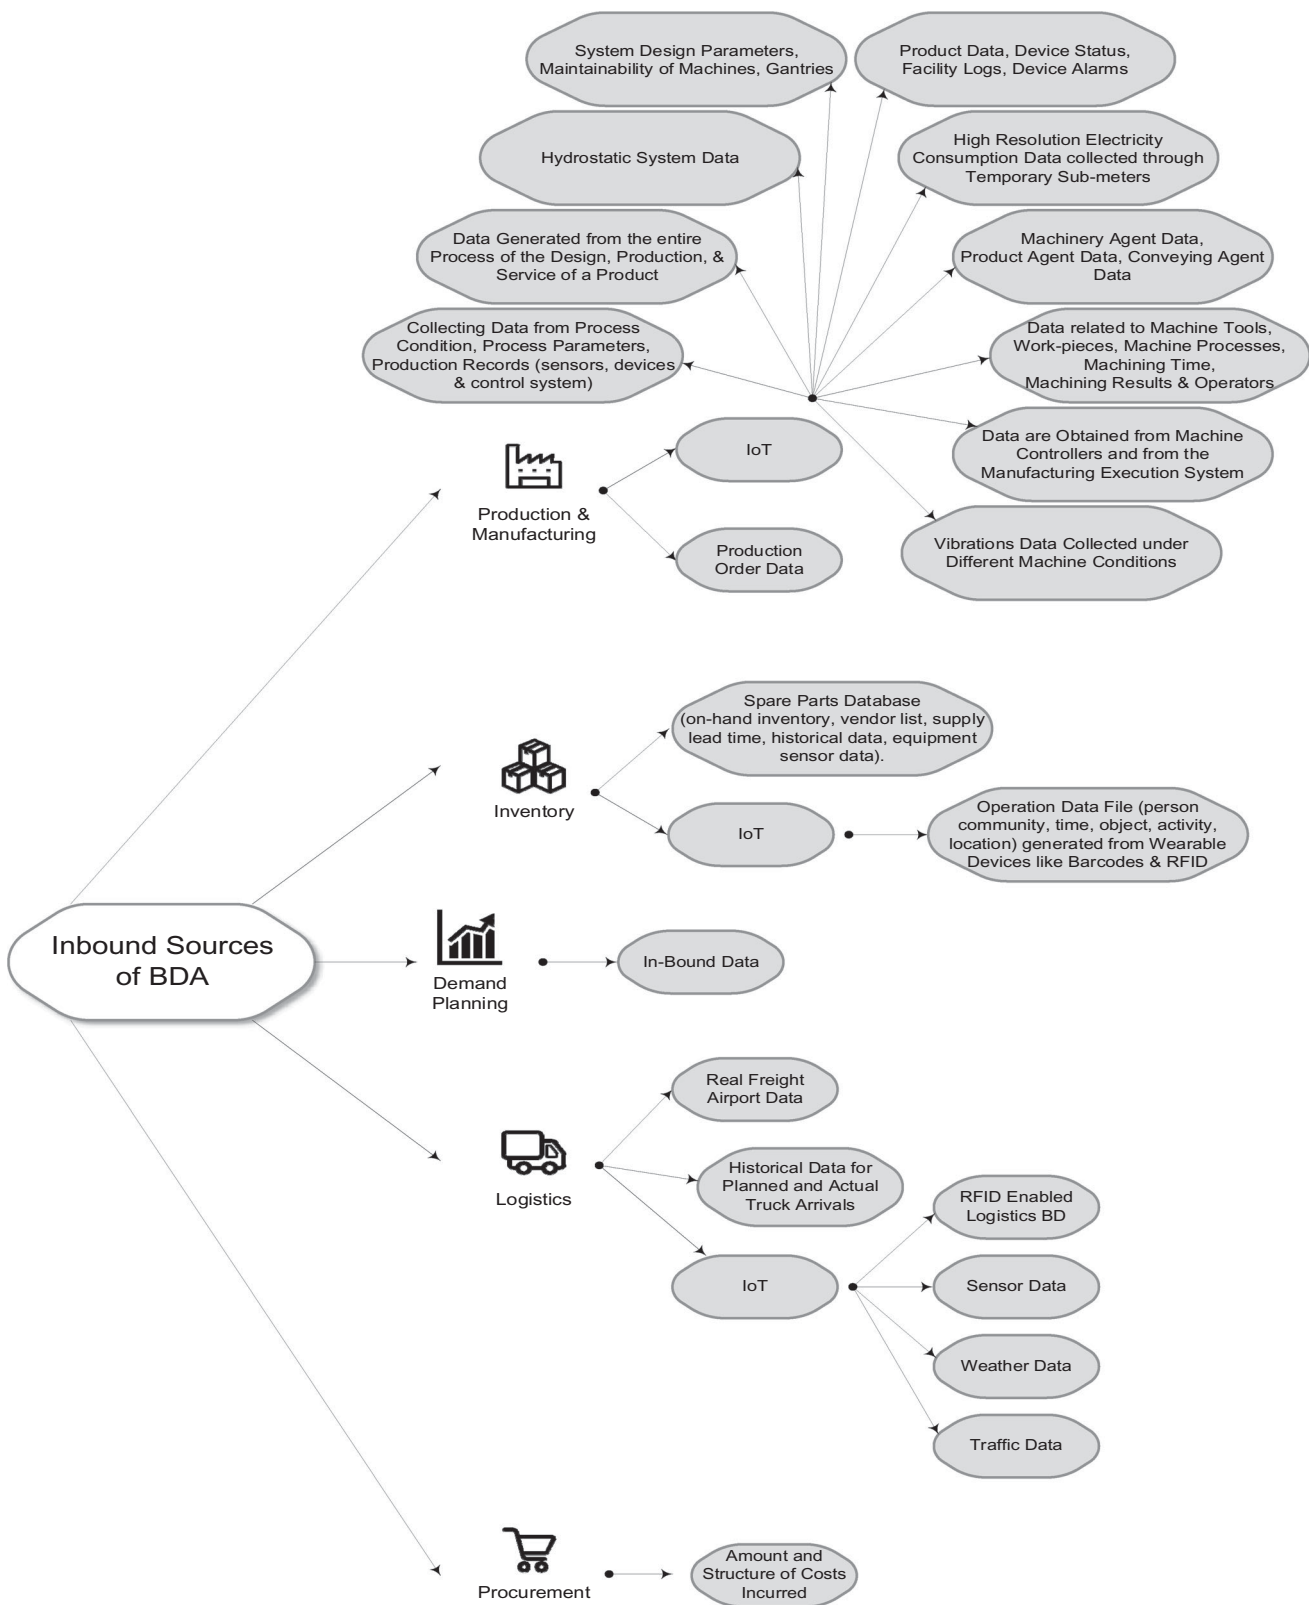 System Design Parameters,
Maintainability of Machines, Gantries
Product Data, Device Status,
Facility Logs, Device Alarms
Hydrostatic System Data
High Resolution Electricity
Consumption Data collected through
Temporary Sub-meters
Data Generated from the entire
Process of the Design, Production, &
Service of a Product
Machinery Agent Data,
Product Agent Data, Conveying Agent
Data
Collecting Data from Process
Condition, Process Parameters,
Production Records (sensors, devices
& control system)
Data related to Machine Tools,
Work-pieces, Machine Processes,
Machining Time,
Machining Results & Operators
IoT
Data are Obtained from Machine
Controllers and from the
Manufacturing Execution System
Production &
Manufacturing
Production
Order Data
Vibrations Data Collected under
Different Machine Conditions
Spare Parts Database
(on-hand inventory, vendor list, supply
lead time, historical data, equipment
sensor data).
Inventory
IoT
Operation Data File (person
community, time, object, activity,
location) generated from Wearable
Devices like Barcodes & RFID
Inbound Sources
of BDA
Demand
Planning
In-Bound Data
Real Freight
Airport Data
Logistics
Historical Data for
Planned and Actual
Truck Arrivals
IoT
RFID Enabled
Logistics BD
Sensor Data
Weather Data
Traffic Data
Procurement
Amount and
Structure of Costs
Incurred